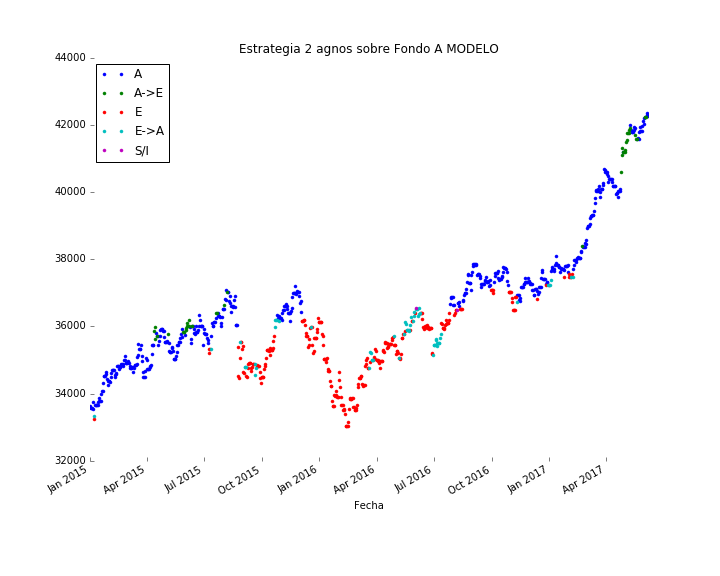 Estrategia 2 agnos sobre Fondo A MODELO
44000
42000
40000
38000
36000
34000
32000
A
A->E
E
E->A
S/I
Jan 2015
Apr 2015
Jul 2015
Oct 2015
Jan 2016
Apr 2016
Jul 2016
Oct 2016
Jan 2017
Apr 2017
Fecha